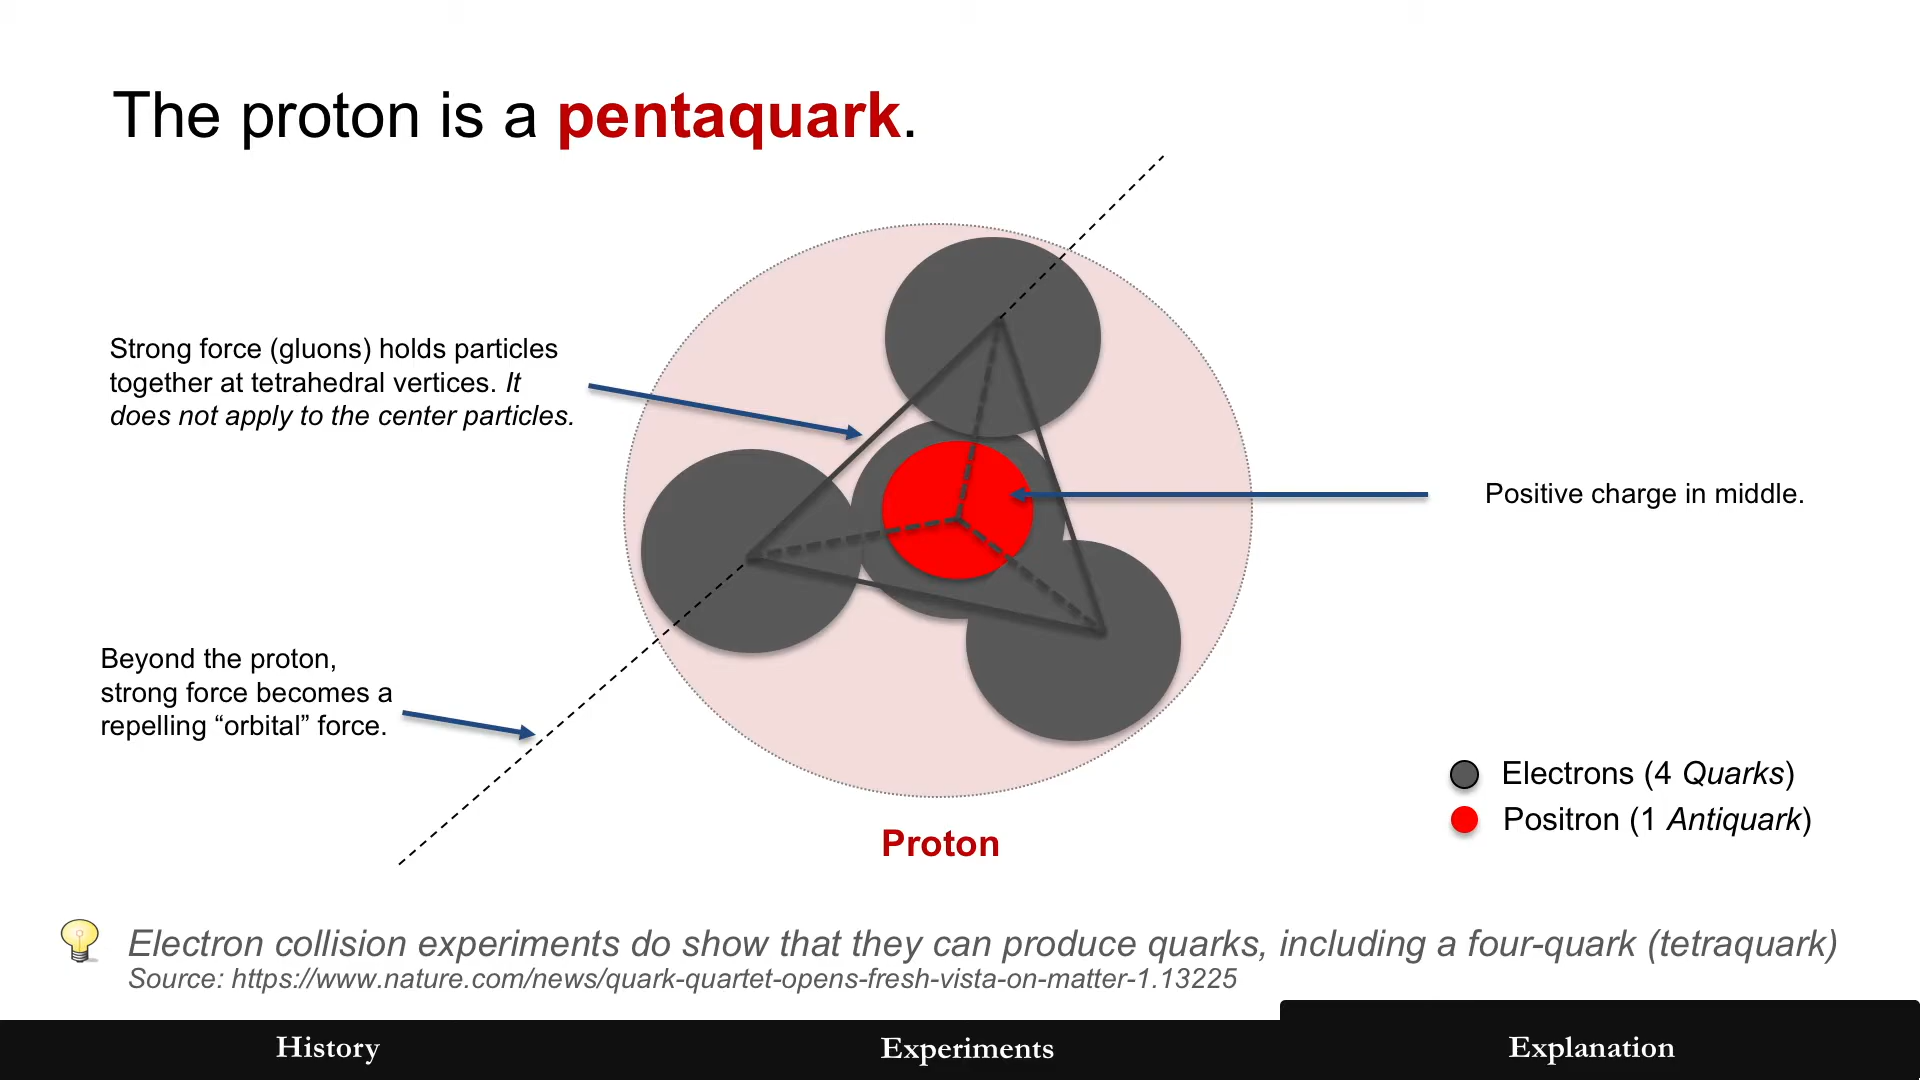 The proton is a pentaquark.
Strong force (gluons) holds particles
together at tetrahedral vertices. It
does not apply to the center particles.
Positive charge in middle.
Beyond the proton,
strong force becomes a
repelling “orbital” force.
Electrons (4 Quarks)
Positron (1 Antiquark)
Proton
Electron collision experiments do show that they can produce quarks, including a four-quark (tetraquark)
Source: https://www.nature.com/news/quark-quartet-opens-fresh-vista-on-matter-1.13225
History
Experiments
Explanation